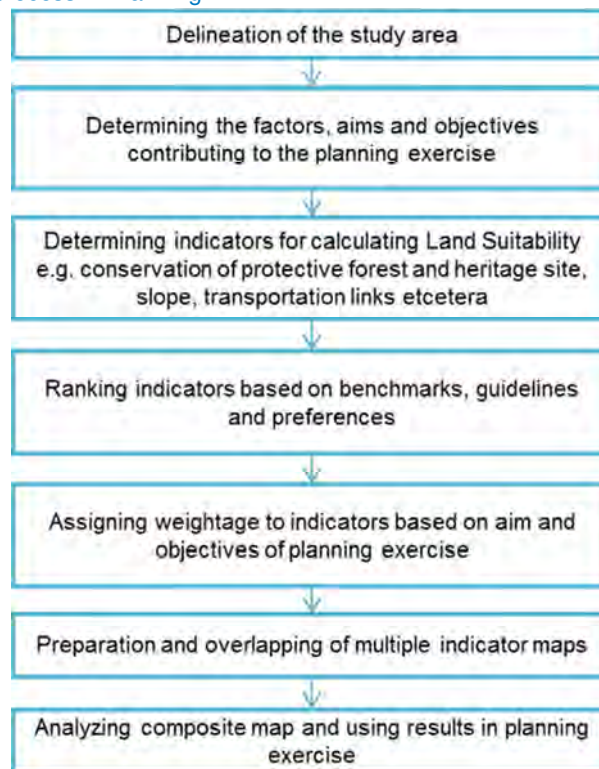 Delineation of the study area
Determining the factors, aims and objectives
contributing to the planning exercise
Determining indicators for calculating Land Suitability
e.g. conservation of protective forest and heritage site,
slope, transportation links etcetera
Ranking indicators based on benchmarks, guidelines
and preferences
Assigning weightage to indicators based on aim and
objectives of planning exercise
Preparation and overlapping of multiple indicator maps
Analyzing composite map and using results in planning
exercise